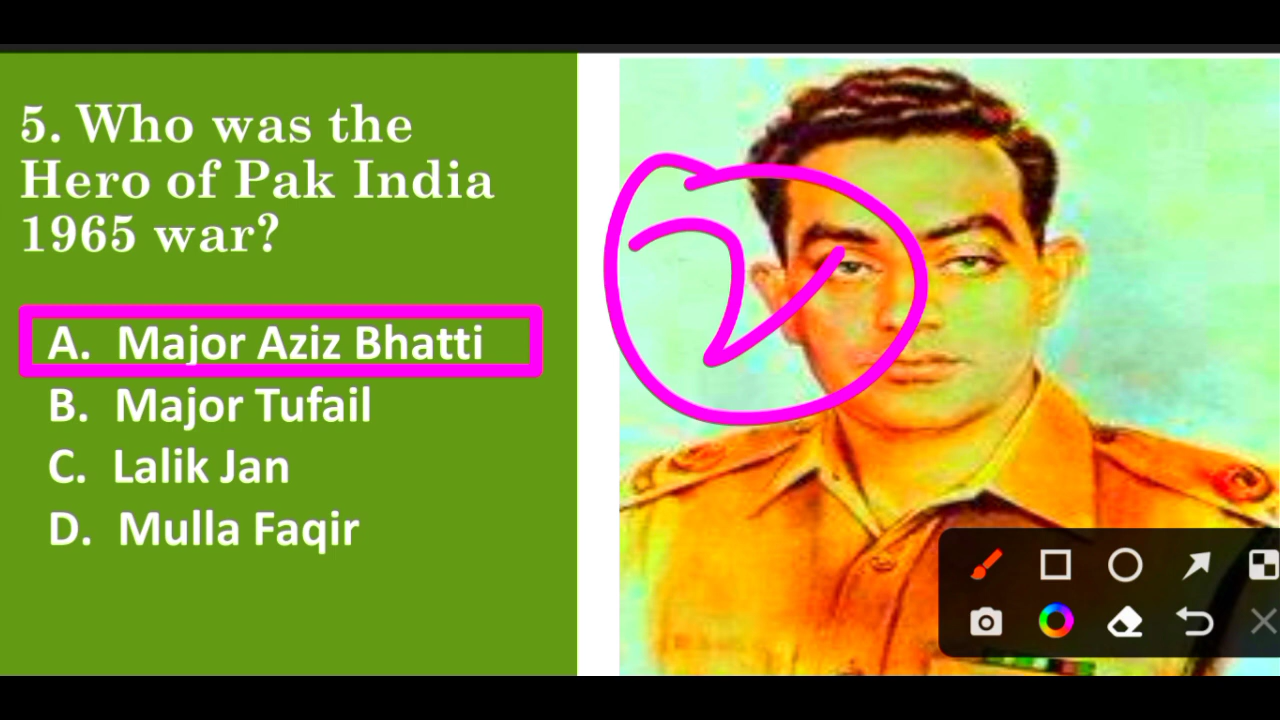 5. Who was the
Hero of Pak India
1965 war?
A. Major Aziz Bhatti
B. Major Tufail
C. Lalik Jan
D. Mulla Faqir